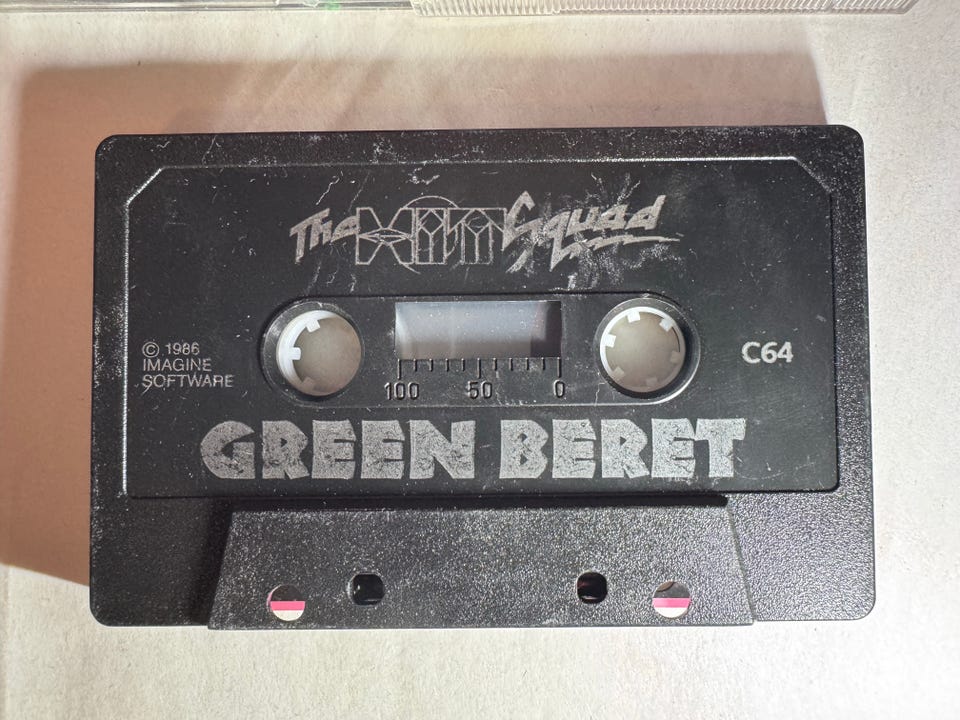 The HIT Squad
© 1986
IMAGINE
SOFTWARE
C64
100 50 0
GREEN BERET